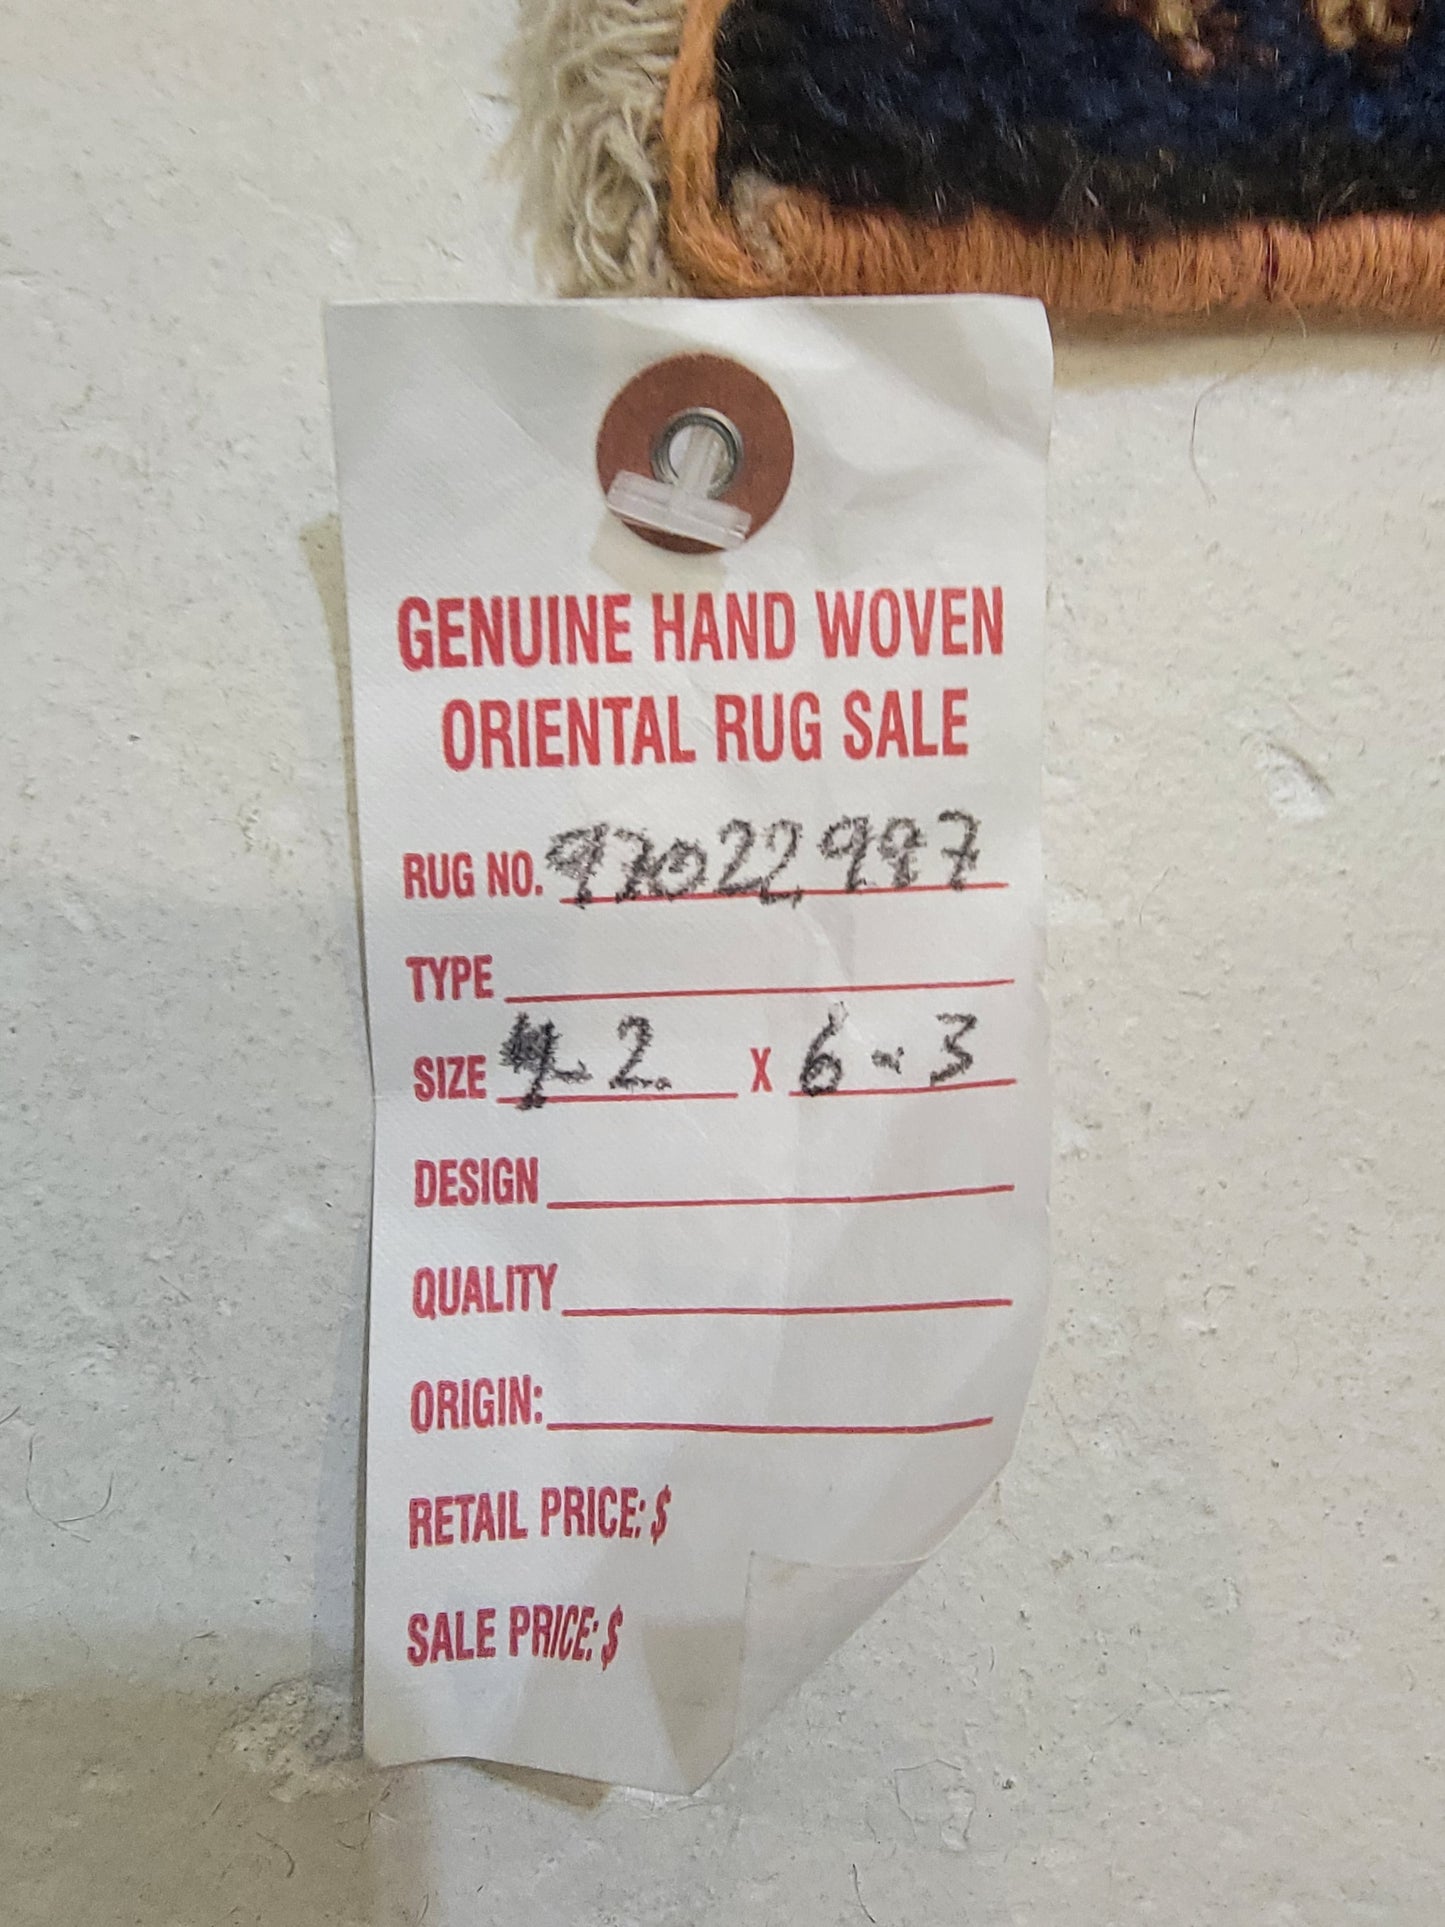 GENUINE HAND WOVEN
ORIENTAL RUG SALE
RUG NO. 97022987
TYPE
SIZE 4-2 x 6-3
DESIGN
QUALITY
ORIGIN:
RETAIL PRICE: $
SALE PRICE: $